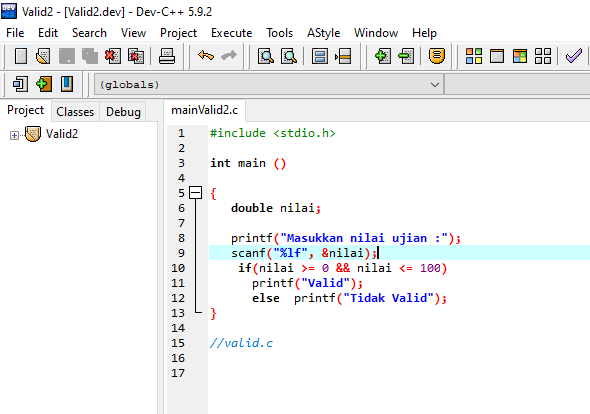 Valid2 - [Valid2.dev] - Dev-C++ 5.9.2
File Edit Search View Project Execute Tools AStyle Window Help
(globals)
Project Classes Debug
mainValid2.c
Valid2
1 #include <stdio.h>
2
3 int main ()
4
5 {
6 double nilai;
7
8 printf("Masukkan nilai ujian :");
9 scanf("%lf", &nilai);
10 if(nilai >= 0 && nilai <= 100)
11 printf("Valid");
12 else printf("Tidak Valid");
13 }
14
15 //valid.c
16
17